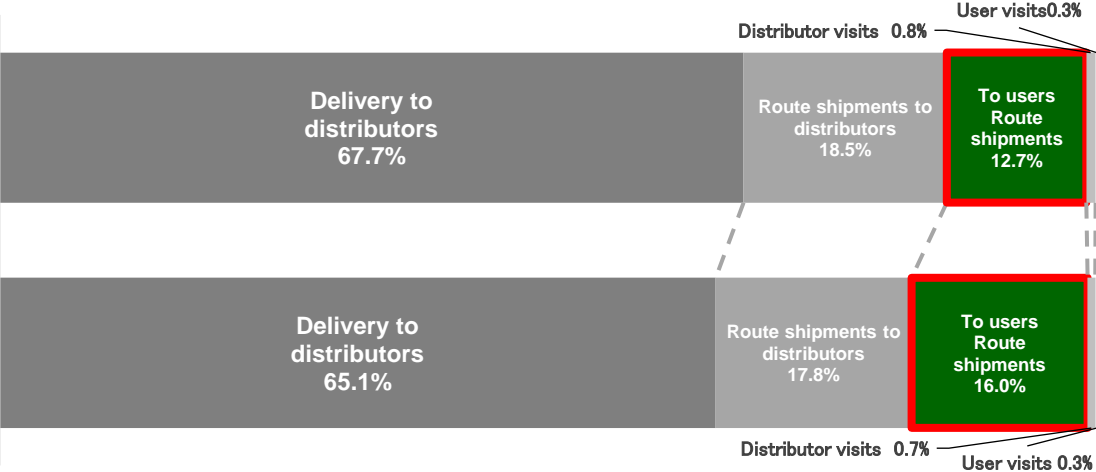 User visits0.3%
Distributor visits 0.8%
Delivery to
distributors
67.7%
Route shipments to
distributors
18.5%
To users
Route
shipments
12.7%
Delivery to
distributors
65.1%
Route shipments to
distributors
17.8%
To users
Route
shipments
16.0%
Distributor visits 0.7%
User visits 0.3%